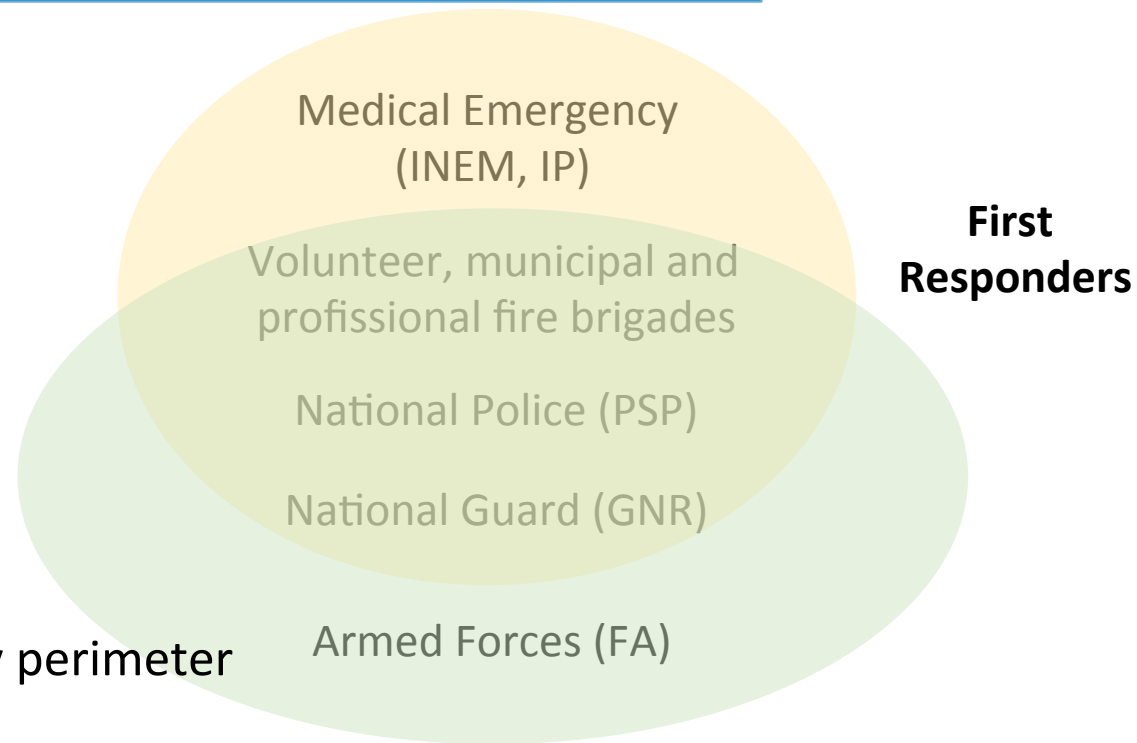 Medical Emergency
(INEM, IP)
First
Responders
Volunteer, municipal and
profissional fire brigades
National Police (PSP)
National Guard (GNR)
Armed Forces (FA)
perimeter